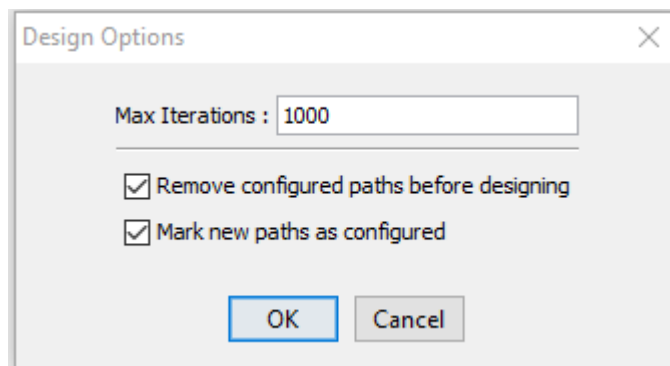 Design Options
Max Iterations : 1000
Remove configured paths before designing
Mark new paths as configured
OK Cancel